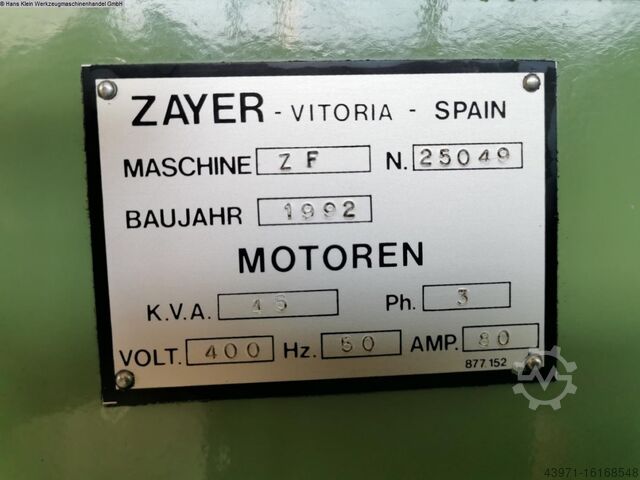 © Hans Klein Werkzeugmaschinenhandel GmbH
ZAYER - VITORIA - SPAIN
MASCHINE ZF N. 25049
BAUJAHR 1992
MOTOREN
K.V.A. 45 Ph. 3
VOLT. 400 Hz. 50 AMP. 80
877 152
43971-16168548